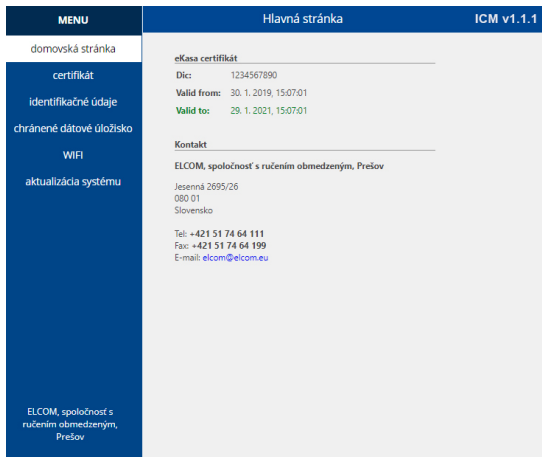 MENU
Hlavná stránka
ICM v1.1.1
domovská stránka
certifikát
identifikačné údaje
chránené dátové úložisko
WIFI
aktualizácia systému
ELCOM, spoločnosť s
ručením obmedzeným,
Prešov
eKasa certifikát
Dic: 1234567890
Valid from: 30. 1. 2019, 15:07:01
Valid to: 29. 1. 2021, 15:07:01
Kontakt
ELCOM, spoločnosť s ručením obmedzeným, Prešov
Jesenná 2695/26
080 01
Slovensko
Tel: +421 51 74 64 111
Fax: +421 51 74 64 199
E-mail: elcom@elcom.eu